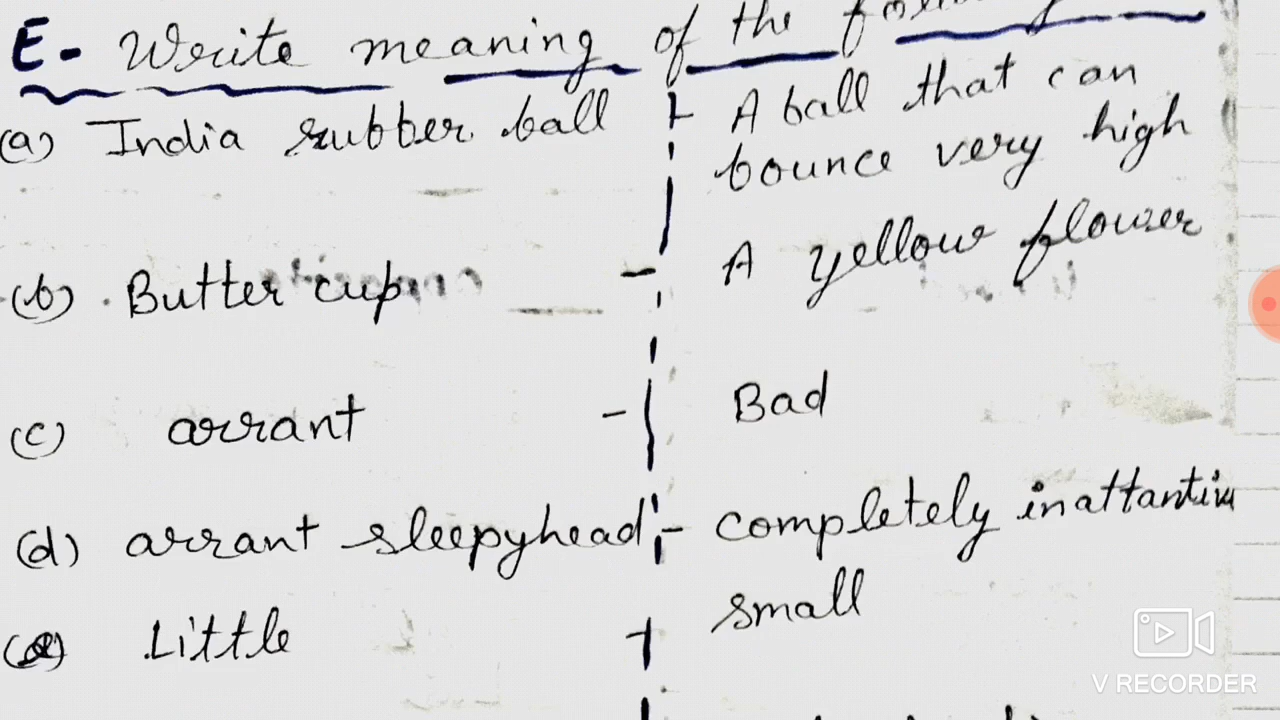 E- Write meaning of the
(a) India rubber ball - A ball that can
bounce very high
(b) Butter cup - A yellow flower
(c) arrant - Bad
(d) arrant sleepyhead - completely inattantiv
(e) Little - small
V RECORDER